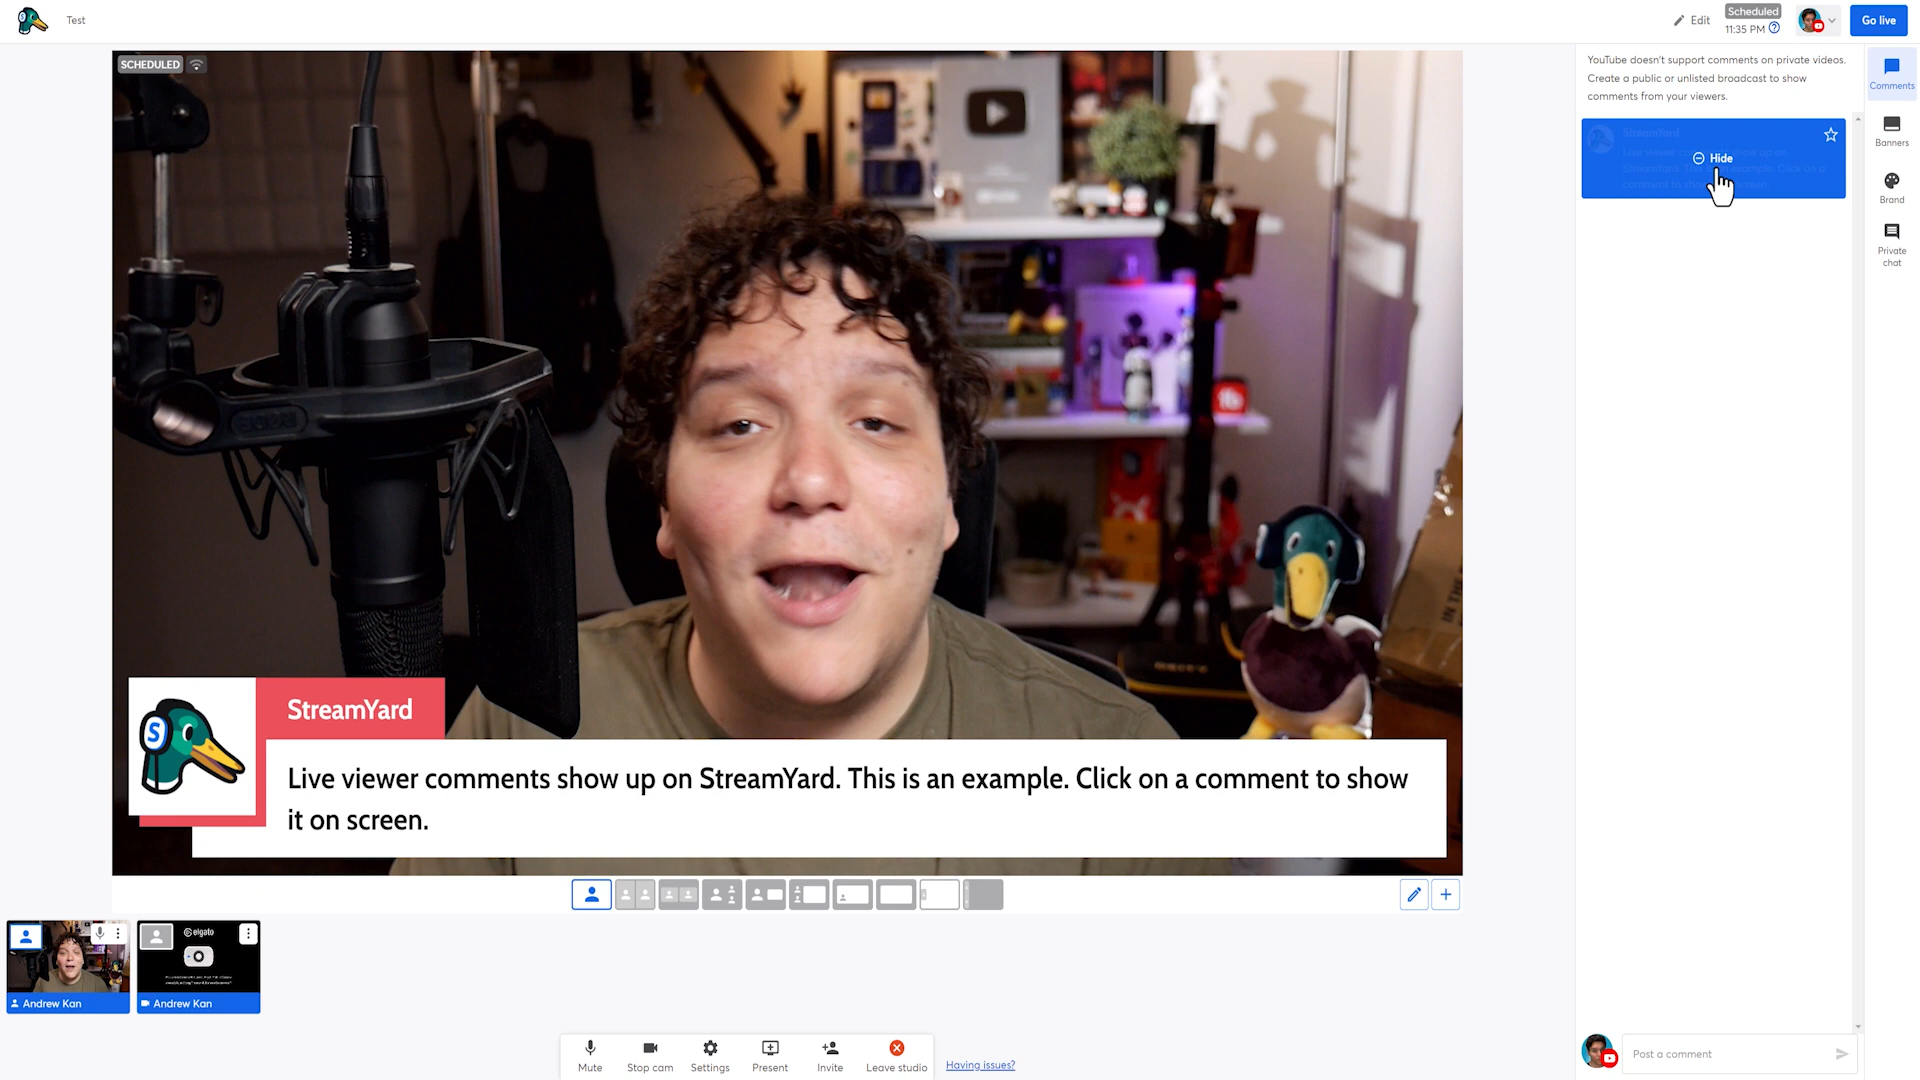 Test
Edit
Scheduled
11:35 PM
Go live
SCHEDULED
YouTube doesn't support comments on private videos.
Create a public or unlisted broadcast to show
comments from your viewers.
Comments
StreamYard
Hide
Banners
Brand
Private
chat
StreamYard
Live viewer comments show up on StreamYard. This is an example. Click on a comment to show
it on screen.
Andrew Kan
elgato
Andrew Kan
Mute
Stop cam
Settings
Present
Invite
Leave studio
Having issues?
Post a comment